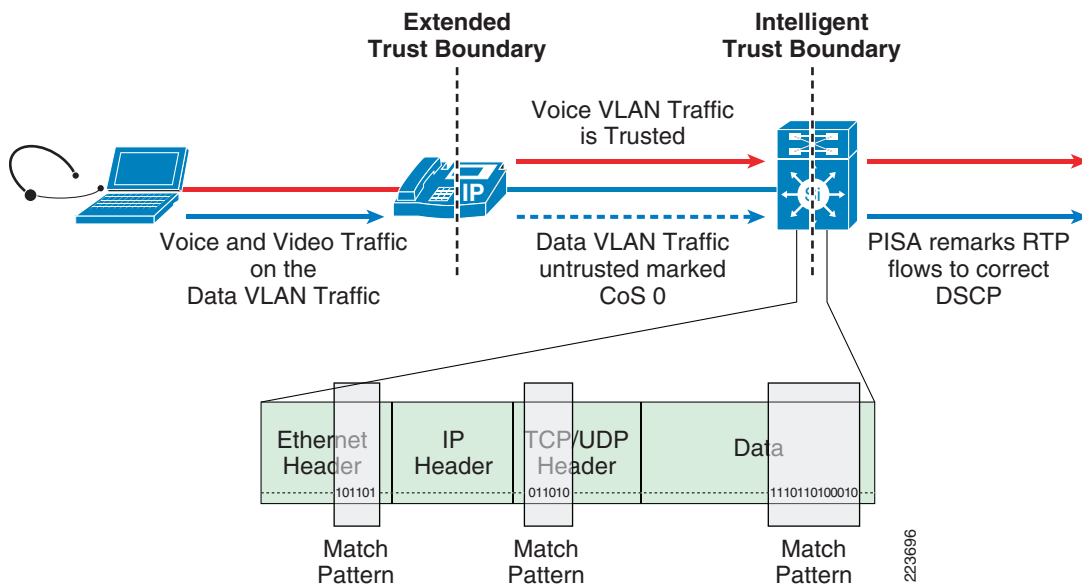 Extended
Trust Boundary
Intelligent
Trust Boundary
Voice VLAN Traffic
is Trusted
IP
Si
Voice and Video Traffic
on the
Data VLAN Traffic
Data VLAN Traffic
untrusted marked
CoS 0
PISA remarks RTP
flows to correct
DSCP
Ethernet
Header
101101
IP
Header
TCP/UDP
Header
011010
Data
1110110100010
Match
Pattern
Match
Pattern
Match
Pattern
223696